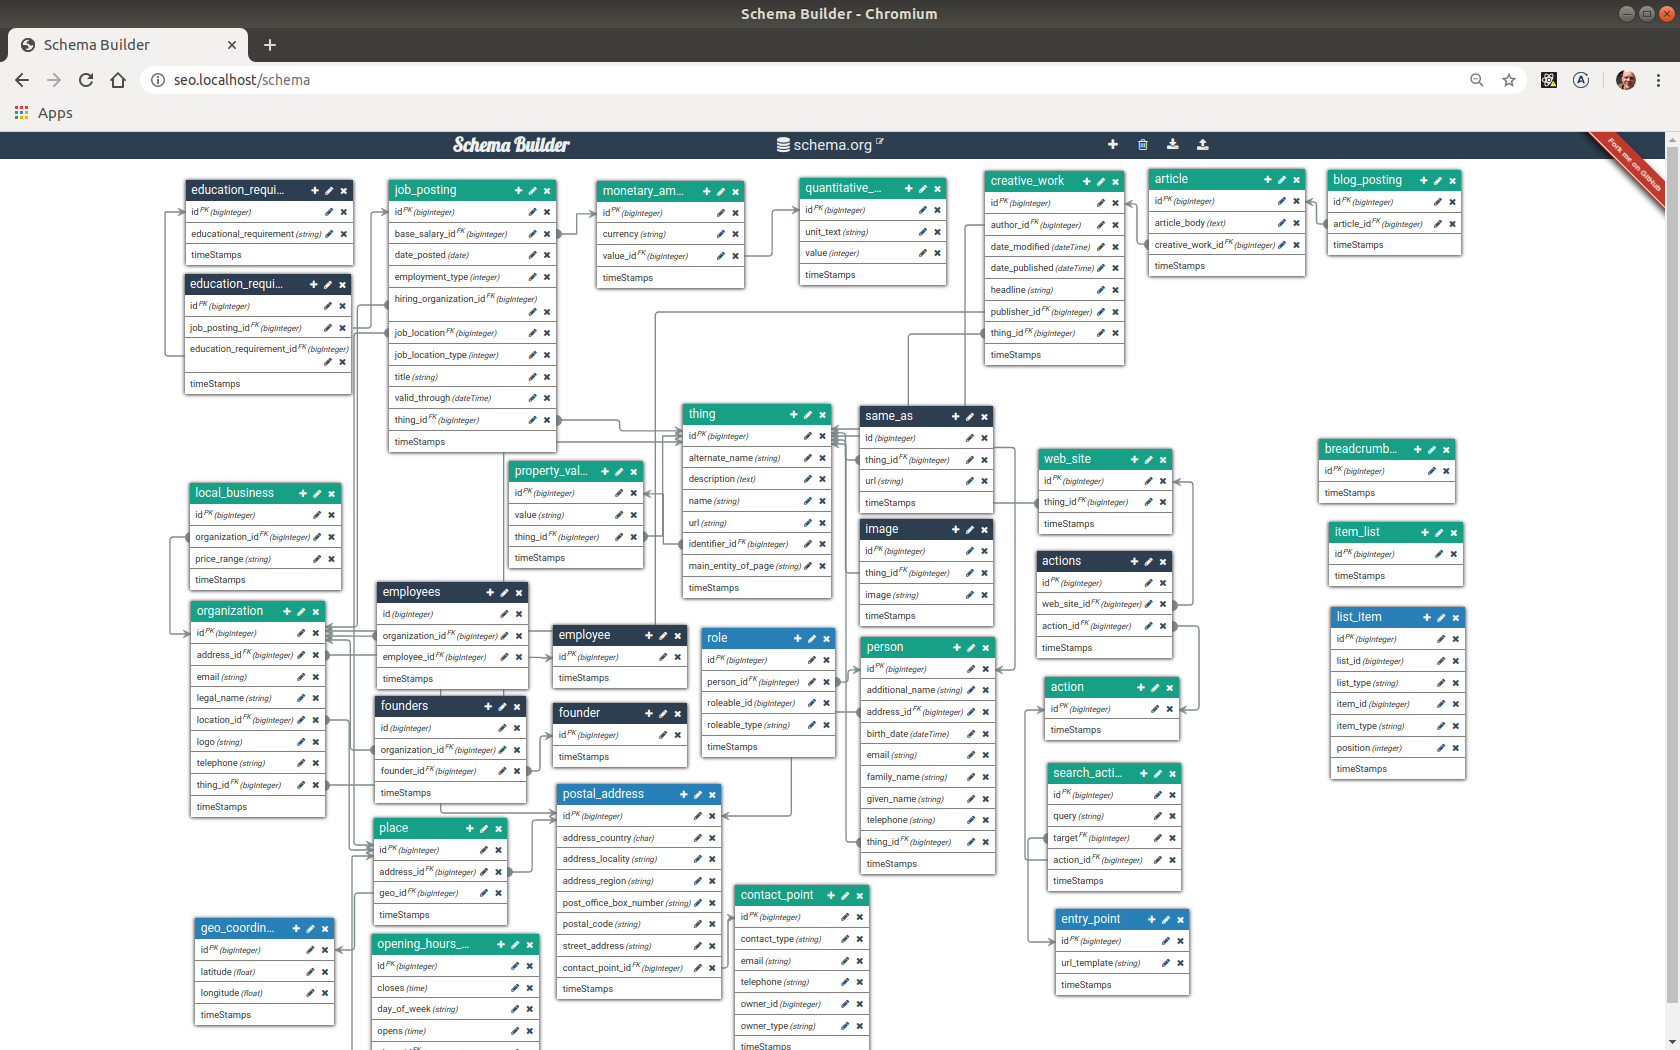 Schema Builder - Chromium
Schema Builder
seo.localhost/schema
Apps
Schema Builder
schema.org
Fork me on GitHub
education_requi...
id PK (bigInteger)
educational_requirement (string)
timeStamps
education_requi...
id PK (bigInteger)
job_posting_id FK (bigInteger)
education_requirement_id FK (bigInteger)
timeStamps
job_posting
id PK (bigInteger)
base_salary_id FK (bigInteger)
date_posted (date)
employment_type (integer)
hiring_organization_id FK (bigInteger)
job_location FK (bigInteger)
job_location_type (integer)
title (string)
valid_through (dateTime)
thing_id FK (bigInteger)
timeStamps
monetary_am...
id PK (bigInteger)
currency (string)
value_id FK (bigInteger)
timeStamps
quantitative_...
id PK (bigInteger)
unit_text (string)
value (integer)
timeStamps
creative_work
id PK (bigInteger)
author_id FK (bigInteger)
date_modified (dateTime)
date_published (dateTime)
headline (string)
publisher_id FK (bigInteger)
thing_id FK (bigInteger)
timeStamps
article
id PK (bigInteger)
article_body (text)
creative_work_id FK (bigInteger)
timeStamps
blog_posting
id PK (bigInteger)
article_id FK (bigInteger)
timeStamps
thing
id PK (bigInteger)
alternate_name (string)
description (text)
name (string)
url (string)
identifier_id FK (bigInteger)
main_entity_of_page (string)
timeStamps
same_as
id (bigInteger)
thing_id FK (bigInteger)
url (string)
timeStamps
image
id PK (bigInteger)
thing_id FK (bigInteger)
image (string)
timeStamps
property_val...
id PK (bigInteger)
value (string)
thing_id FK (bigInteger)
timeStamps
web_site
id PK (bigInteger)
thing_id FK (bigInteger)
timeStamps
actions
id PK (bigInteger)
web_site_id FK (bigInteger)
action_id FK (bigInteger)
timeStamps
breadcrumb...
id PK (bigInteger)
timeStamps
item_list
id PK (bigInteger)
timeStamps
list_item
id PK (bigInteger)
list_id (bigInteger)
list_type (string)
item_id (bigInteger)
item_type (string)
position (integer)
timeStamps
local_business
id PK (bigInteger)
organization_id FK (bigInteger)
price_range (string)
timeStamps
organization
id PK (bigInteger)
address_id FK (bigInteger)
email (string)
legal_name (string)
location_id FK (bigInteger)
logo (string)
telephone (string)
thing_id FK (bigInteger)
timeStamps
employees
id (bigInteger)
organization_id FK (bigInteger)
employee_id FK (bigInteger)
timeStamps
employee
id PK (bigInteger)
timeStamps
founders
id (bigInteger)
organization_id FK (bigInteger)
founder_id FK (bigInteger)
timeStamps
founder
id PK (bigInteger)
timeStamps
role
id PK (bigInteger)
person_id FK (bigInteger)
roleable_id (bigInteger)
roleable_type (string)
timeStamps
person
id PK (bigInteger)
additional_name (string)
address_id FK (bigInteger)
birth_date (dateTime)
email (string)
family_name (string)
given_name (string)
telephone (string)
thing_id FK (bigInteger)
timeStamps
action
id PK (bigInteger)
timeStamps
search_acti...
id PK (bigInteger)
query (string)
target FK (bigInteger)
action_id FK (bigInteger)
timeStamps
entry_point
id PK (bigInteger)
url_template (string)
timeStamps
postal_address
id PK (bigInteger)
address_country (char)
address_locality (string)
address_region (string)
post_office_box_number (string)
postal_code (string)
street_address (string)
contact_point_id FK (bigInteger)
timeStamps
place
id PK (bigInteger)
address_id FK (bigInteger)
geo_id FK (bigInteger)
timeStamps
contact_point
id PK (bigInteger)
contact_type (string)
email (string)
telephone (string)
owner_id (bigInteger)
owner_type (string)
timeStamps
geo_coordin...
id PK (bigInteger)
latitude (float)
longitude (float)
timeStamps
opening_hours_...
id PK (bigInteger)
closes (time)
day_of_week (string)
opens (time)